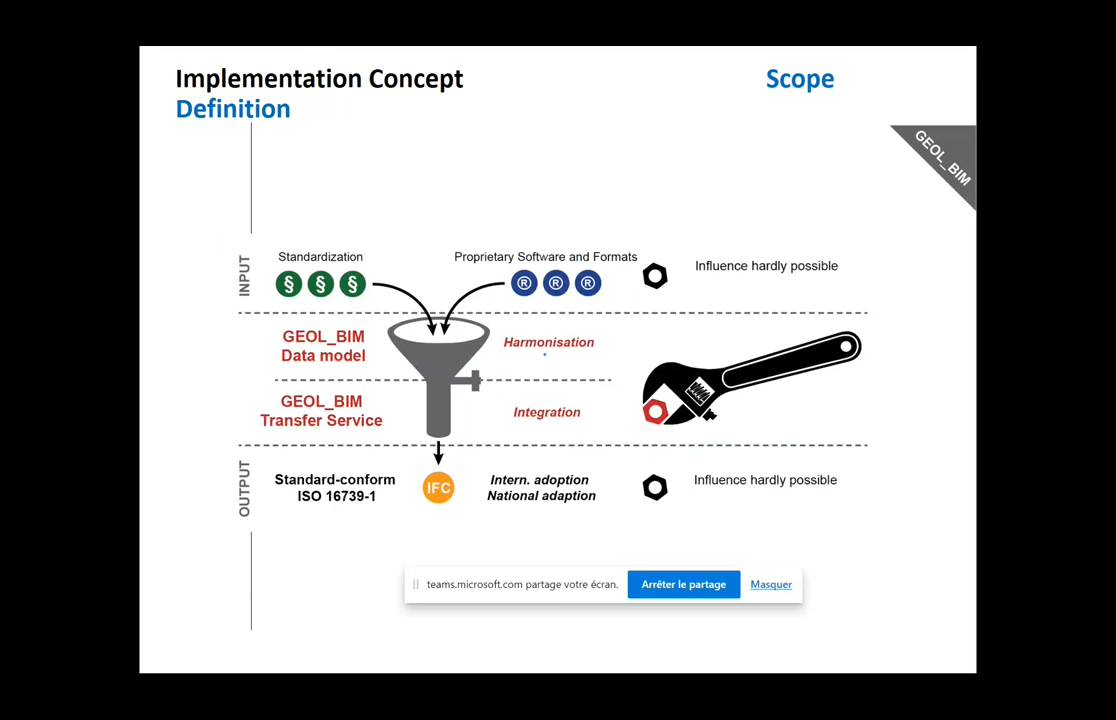 Implementation Concept
Scope
Definition
GEOL_BIM
INPUT
Standardization
§ § §
Proprietary Software and Formats
® ® ®
Influence hardly possible
GEOL_BIM
Data model
Harmonisation
GEOL_BIM
Transfer Service
Integration
OUTPUT
Standard-conform
ISO 16739-1
IFC
Intern. adoption
National adaption
Influence hardly possible
teams.microsoft.com partage votre écran.
Arrêter le partage
Masquer